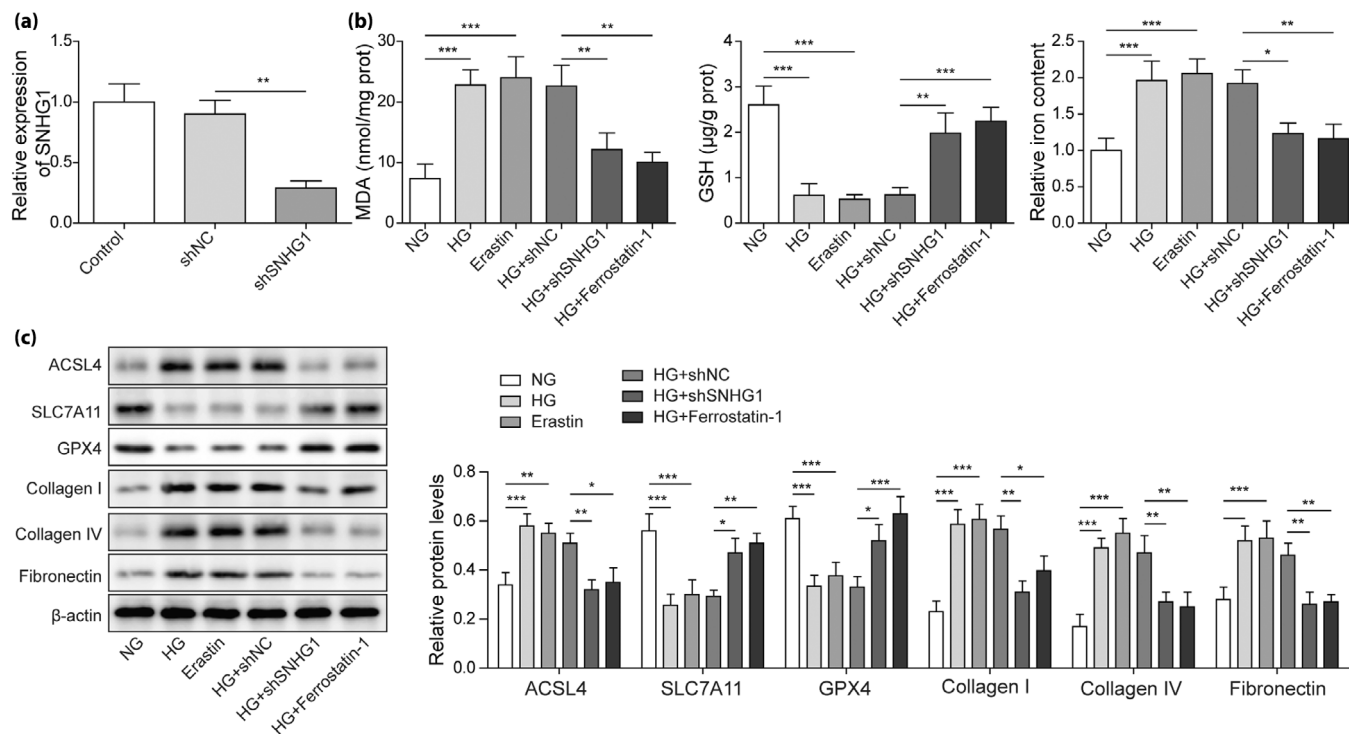 (a)
Relative expression
of SNHG1
1.5
1.0
0.5
0.0
**
Control
shNC
shSNHG1
(b)
MDA (nmol/mg prot)
30
20
10
0
***
***
**
**
NG
HG
Erastin
HG+shNC
HG+shSNHG1
HG+Ferrostatin-1
GSH (μg/g prot)
4
2
0
***
***
***
**
NG
HG
Erastin
HG+shNC
HG+shSNHG1
HG+Ferrostatin-1
Relative iron content
2.5
2.0
1.5
1.0
0.5
0.0
***
***
**
*
NG
HG
Erastin
HG+shNC
HG+shSNHG1
HG+Ferrostatin-1
(c)
ACSL4
SLC7A11
GPX4
Collagen I
Collagen IV
Fibronectin
β-actin
NG
HG
Erastin
HG+shNC
HG+shSNHG1
HG+Ferrostatin-1
NG
HG
Erastin
HG+shNC
HG+shSNHG1
HG+Ferrostatin-1
Relative protein levels
0.8
0.6
0.4
0.2
0.0
**
***
*
**
***
***
**
*
***
***
***
*
***
***
*
**
***
***
**
**
***
*
**
**
ACSL4
SLC7A11
GPX4
Collagen I
Collagen IV
Fibronectin